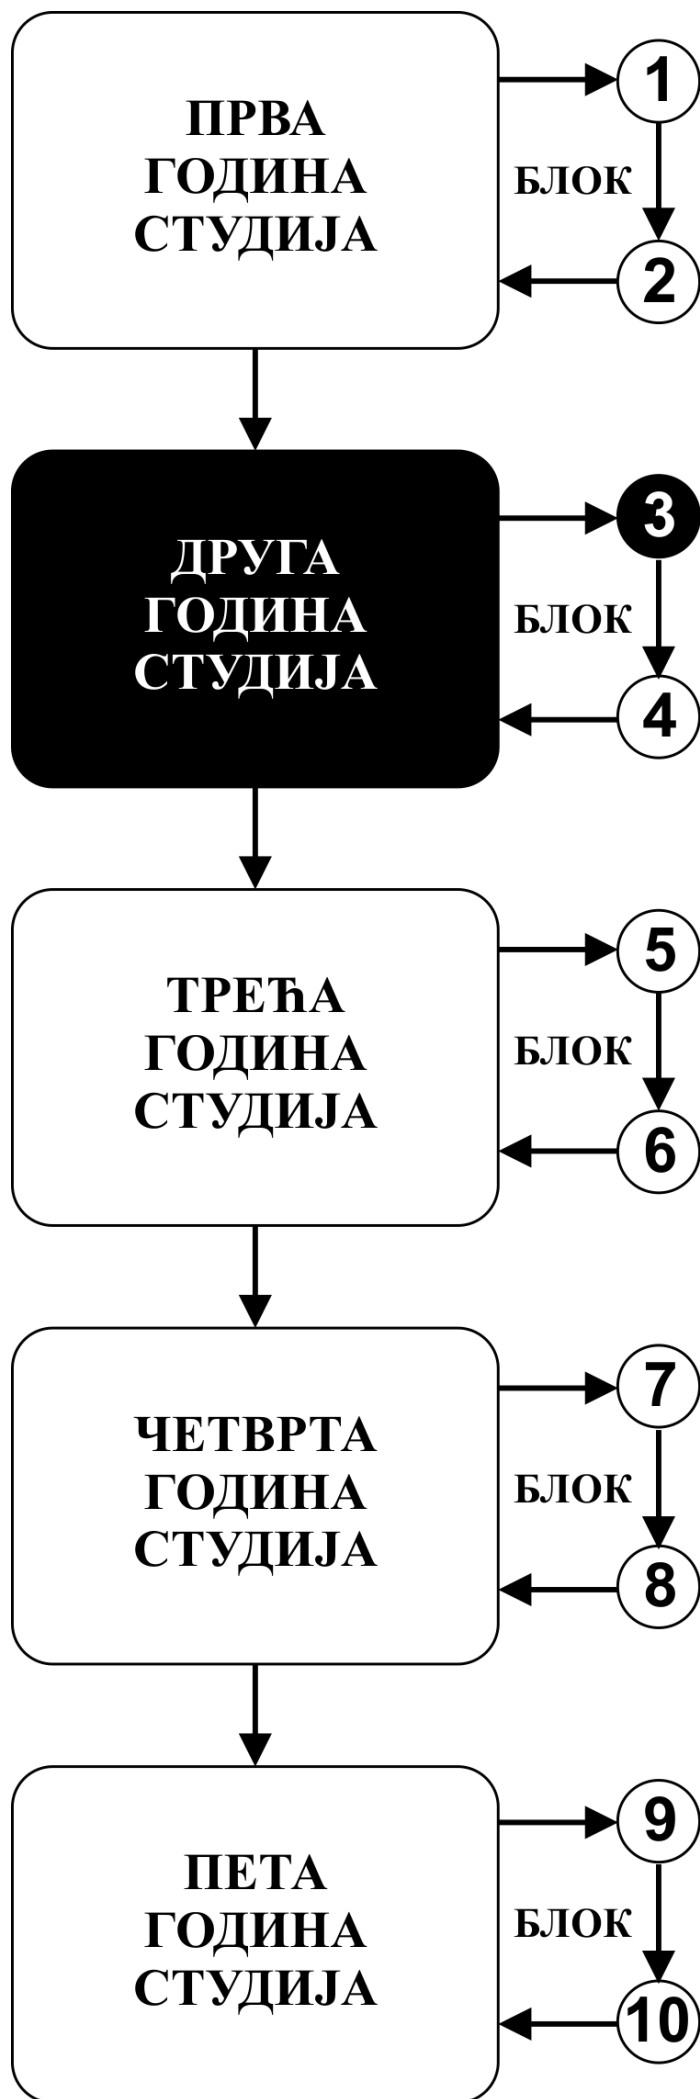 ПРВА
ГОДИНА
СТУДИЈА
1
БЛОК
2
ДРУГА
ГОДИНА
СТУДИЈА
3
БЛОК
4
ТРЕЋА
ГОДИНА
СТУДИЈА
5
БЛОК
6
ЧЕТВРТА
ГОДИНА
СТУДИЈА
7
БЛОК
8
ПЕТА
ГОДИНА
СТУДИЈА
9
БЛОК
10